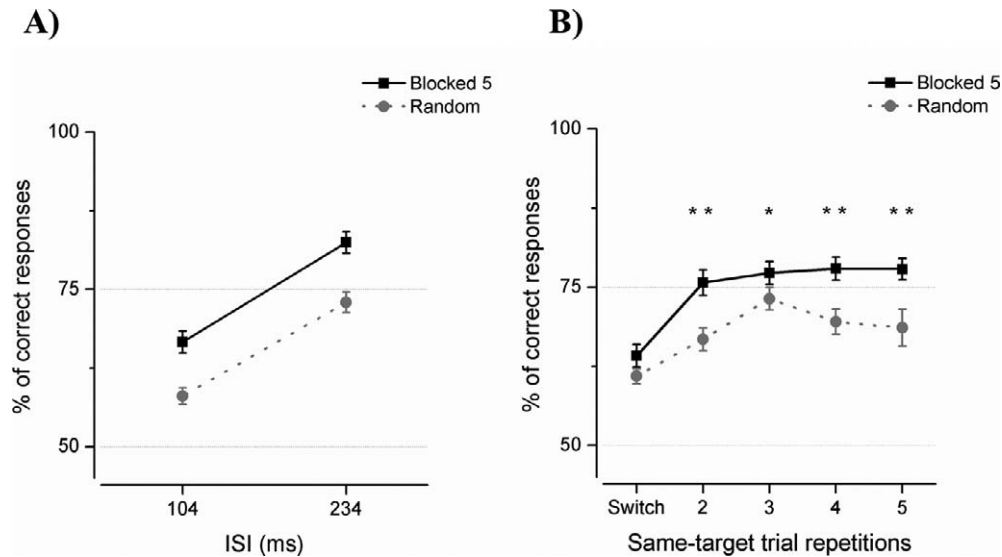 A)
Blocked 5
Random
100
75
50
% of correct responses
104
234
ISI (ms)
B)
Blocked 5
Random
100
75
50
% of correct responses
** * ** **
Switch 2 3 4 5
Same-target trial repetitions